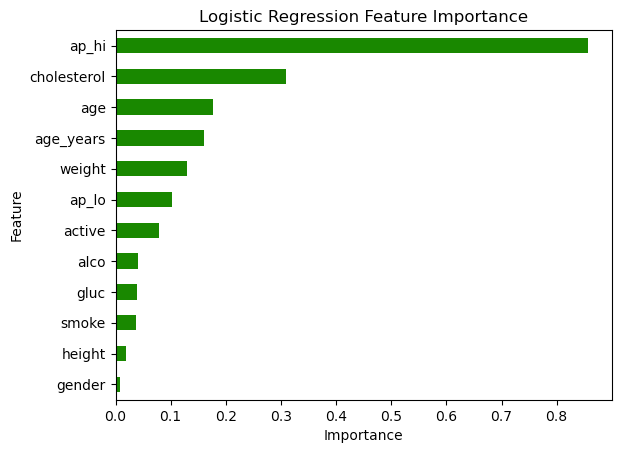 Logistic Regression Feature Importance
ap_hi
cholesterol
age
age_years
weight
ap_lo
active
alco
gluc
smoke
height
gender
Feature
0.0 0.1 0.2 0.3 0.4 0.5 0.6 0.7 0.8
Importance